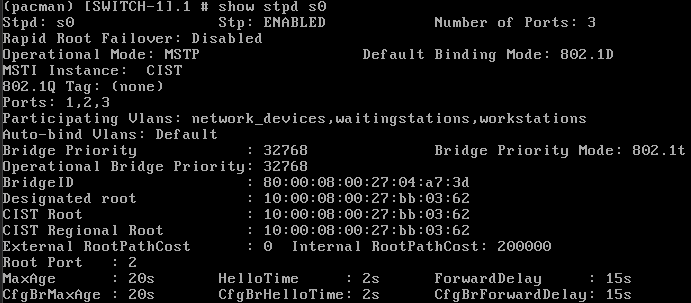 (pacman) [SWITCH-1].1 # show stpd s0
Stpd: s0 Stp: ENABLED Number of Ports: 3
Rapid Root Failover: Disabled
Operational Mode: MSTP Default Binding Mode: 802.1D
MSTI Instance: CIST
802.1Q Tag: (none)
Ports: 1,2,3
Participating Vlans: network_devices,waitingstations,workstations
Auto-bind Vlans: Default
Bridge Priority : 32768 Bridge Priority Mode: 802.1t
Operational Bridge Priority: 32768
BridgeID : 80:00:08:00:27:04:a7:3d
Designated root : 10:00:08:00:27:bb:03:62
CIST Root : 10:00:08:00:27:bb:03:62
CIST Regional Root : 10:00:08:00:27:bb:03:62
External RootPathCost : 0 Internal RootPathCost: 200000
Root Port : 2
MaxAge : 20s HelloTime : 2s ForwardDelay : 15s
CfgBrMaxAge : 20s CfgBrHelloTime: 2s CfgBrForwardDelay: 15s